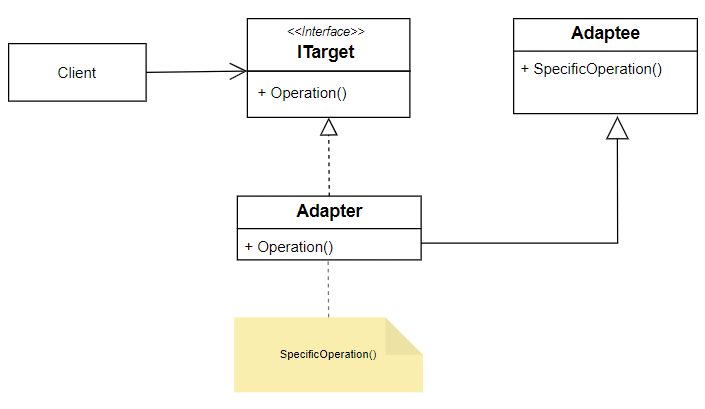 Client
<<Interface>>
ITarget
+ Operation()
Adaptee
+ SpecificOperation()
Adapter
+ Operation()
SpecificOperation()